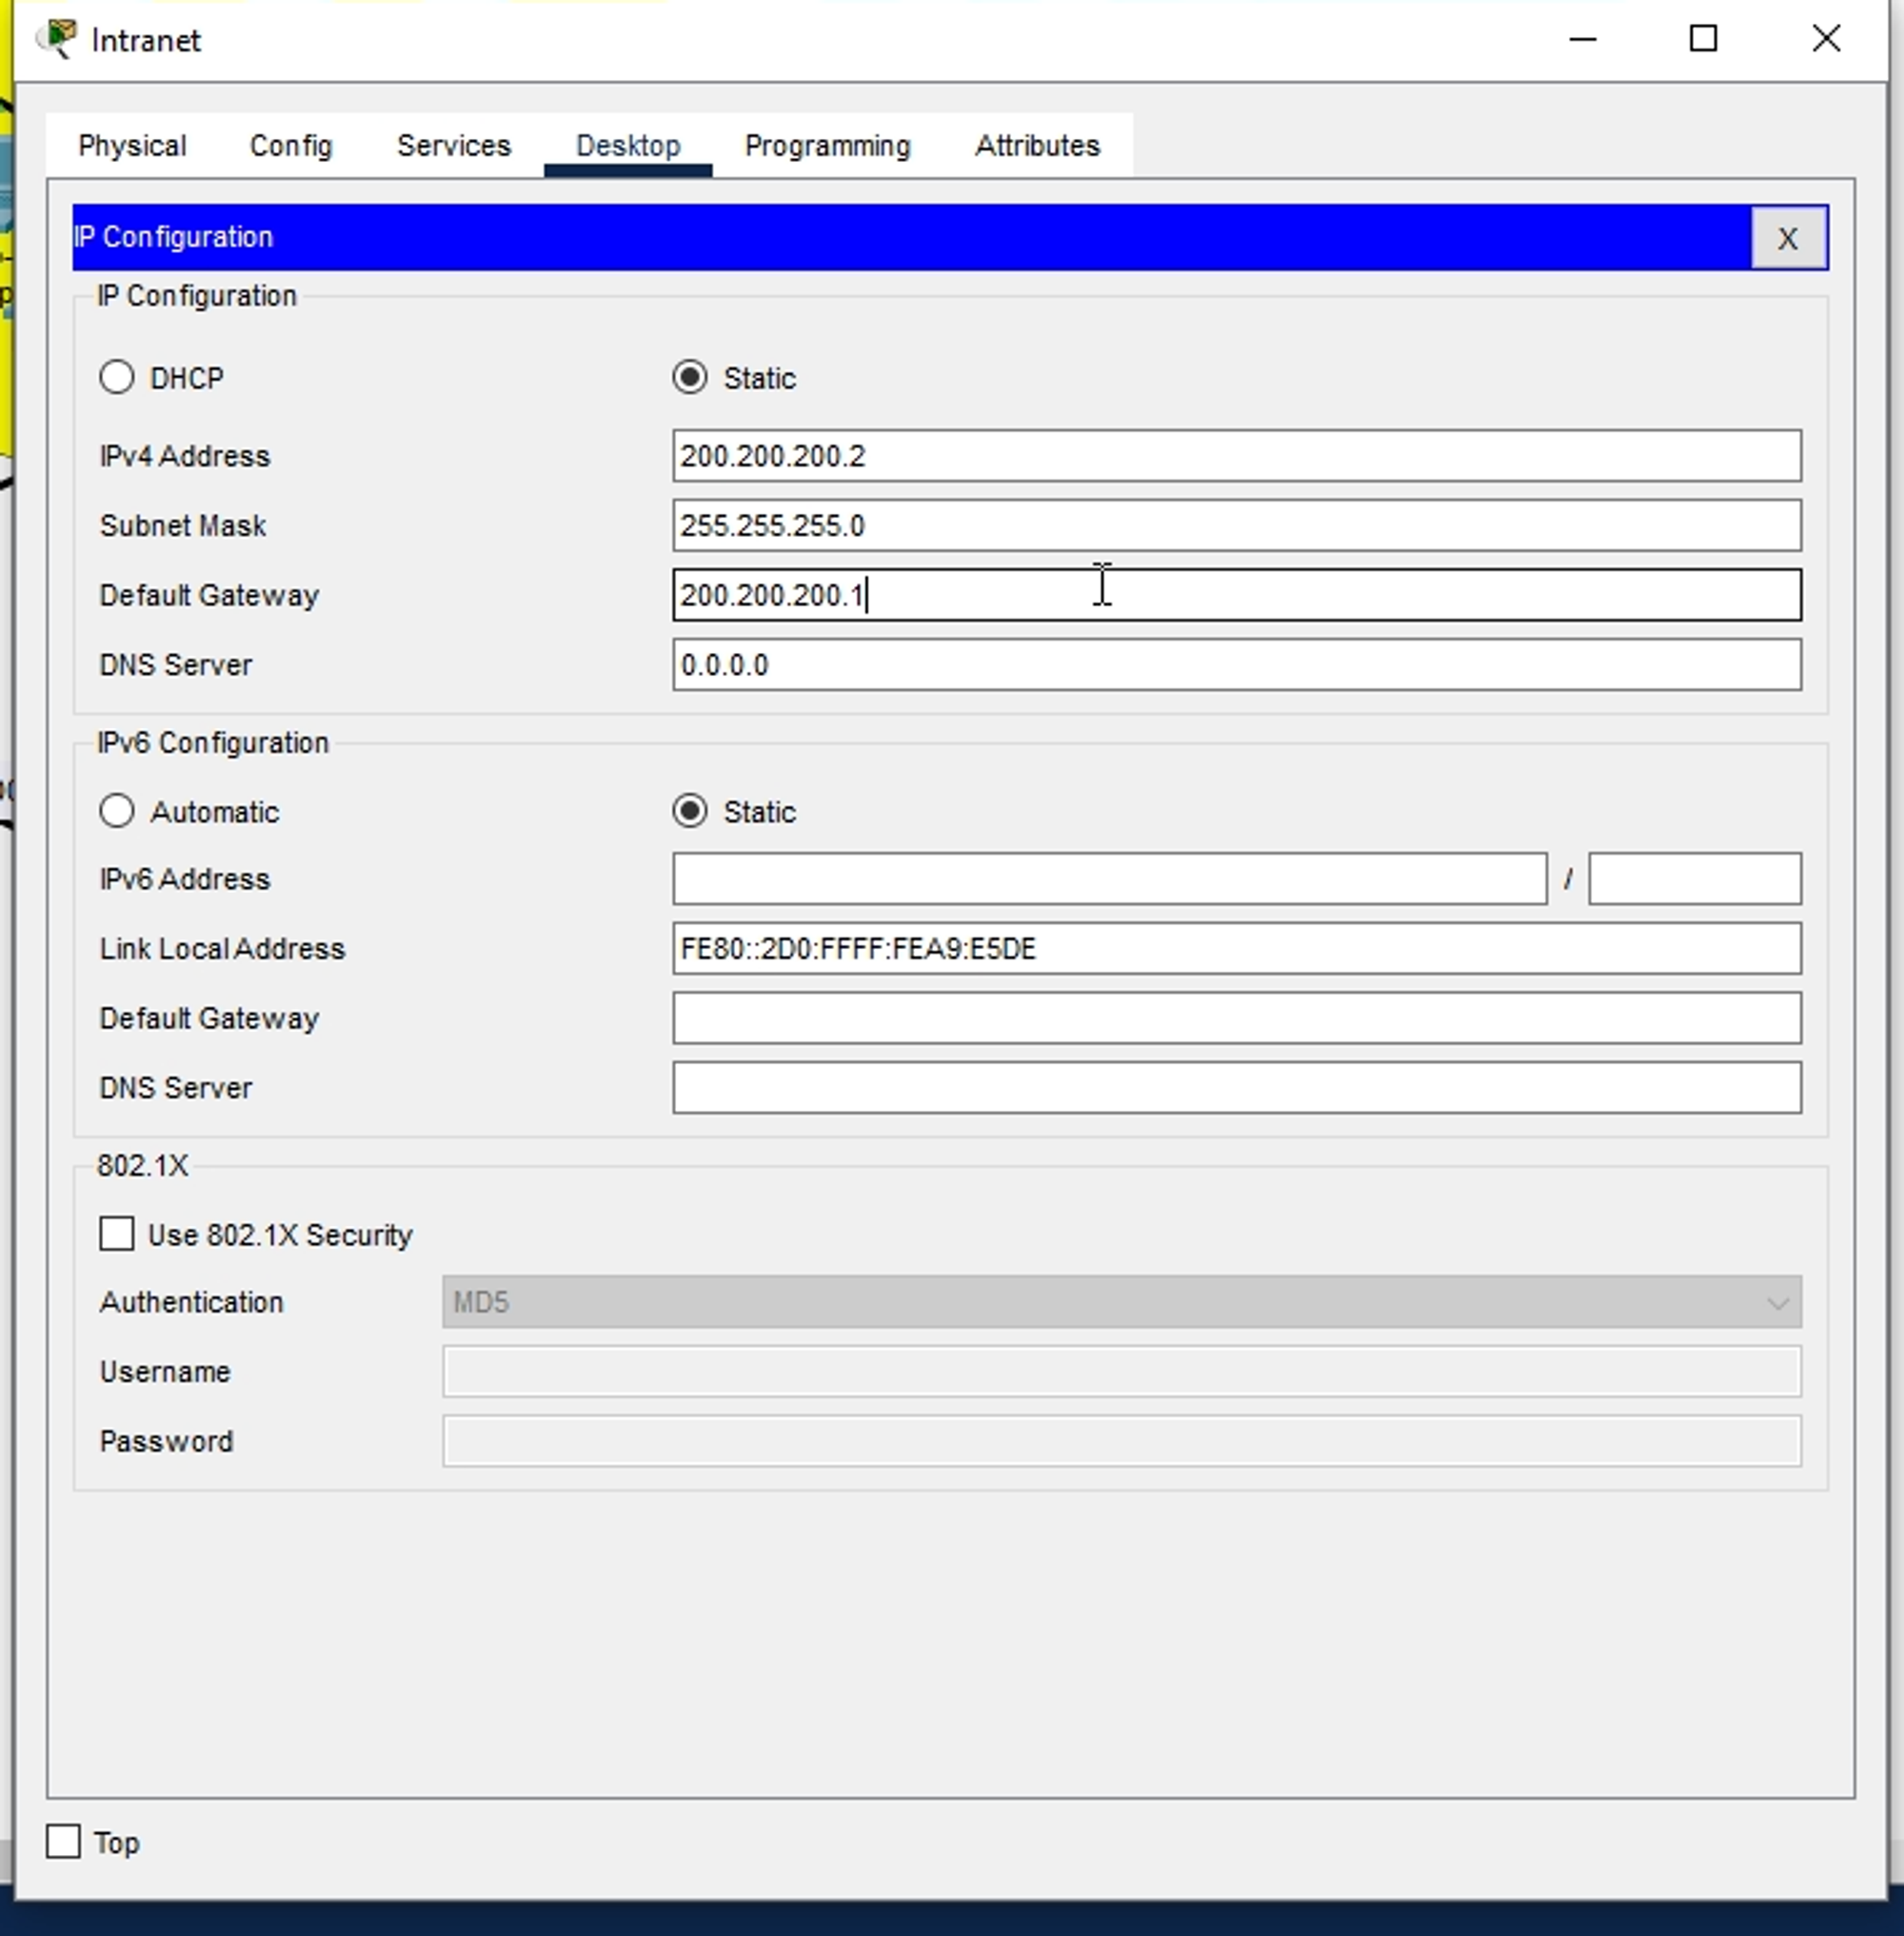 Intranet
Physical Config Services Desktop Programming Attributes
IP Configuration X
IP Configuration
DHCP Static
IPv4 Address 200.200.200.2
Subnet Mask 255.255.255.0
Default Gateway 200.200.200.1
DNS Server 0.0.0.0
IPv6 Configuration
Automatic Static
IPv6 Address /
Link Local Address FE80::2D0:FFFF:FEA9:E5DE
Default Gateway
DNS Server
802.1X
Use 802.1X Security
Authentication MD5
Username
Password
Top